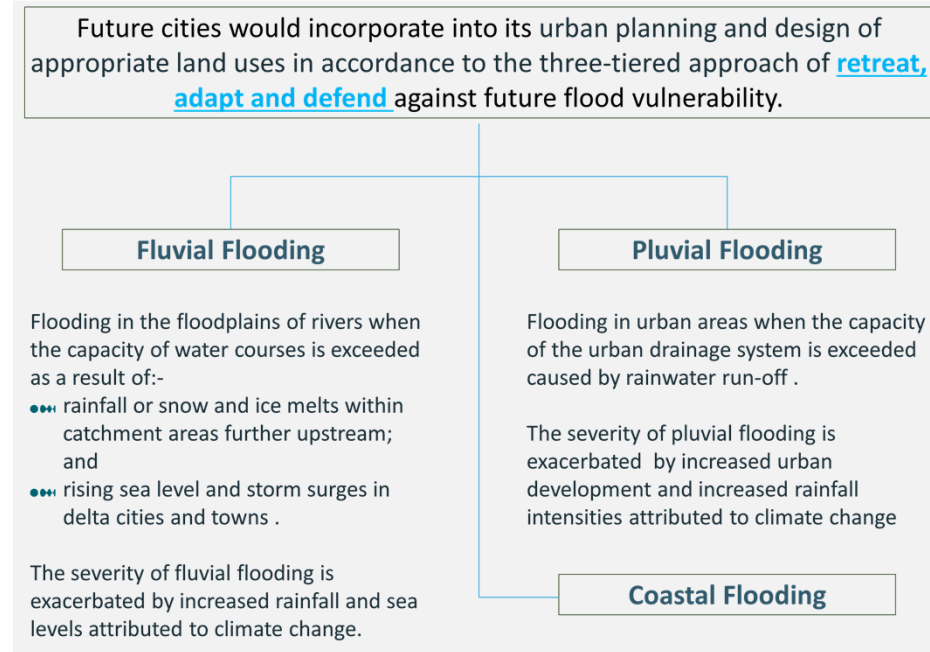 Future cities would incorporate into its urban planning and design of
appropriate land uses in accordance to the three-tiered approach of retreat,
adapt and defend against future flood vulnerability.
Fluvial Flooding
Flooding in the floodplains of rivers when
the capacity of water courses is exceeded
as a result of:-
rainfall or snow and ice melts within
catchment areas further upstream;
and
rising sea level and storm surges in
delta cities and towns .
The severity of fluvial flooding is
exacerbated by increased rainfall and sea
levels attributed to climate change.
Pluvial Flooding
Flooding in urban areas when the capacity
of the urban drainage system is exceeded
caused by rainwater run-off .
The severity of pluvial flooding is
exacerbated  by increased urban
development and increased rainfall
intensities attributed to climate change
Coastal Flooding